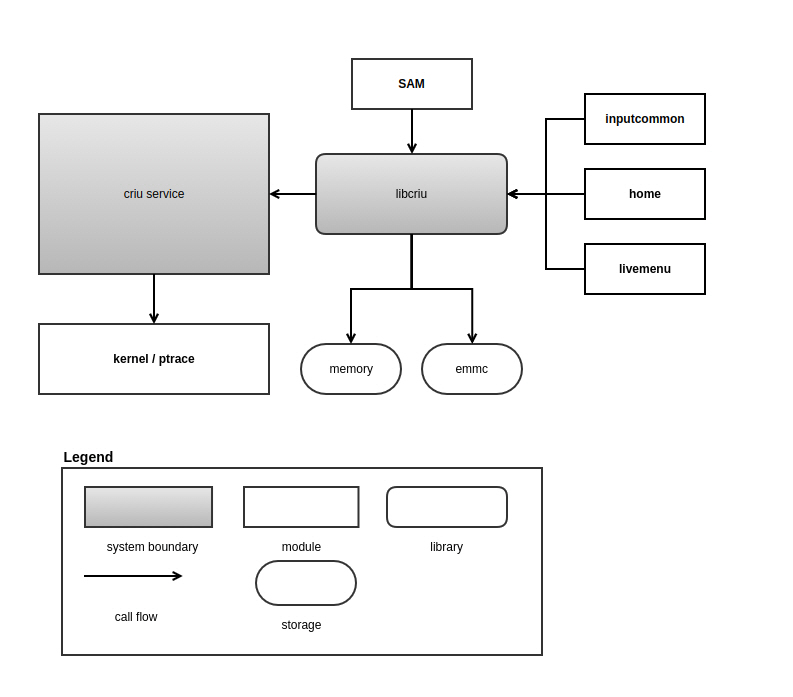 SAM
inputcommon
criu service
libcriu
home
livemenu
kernel / ptrace
memory
emmc
Legend
system boundary
module
library
call flow
storage